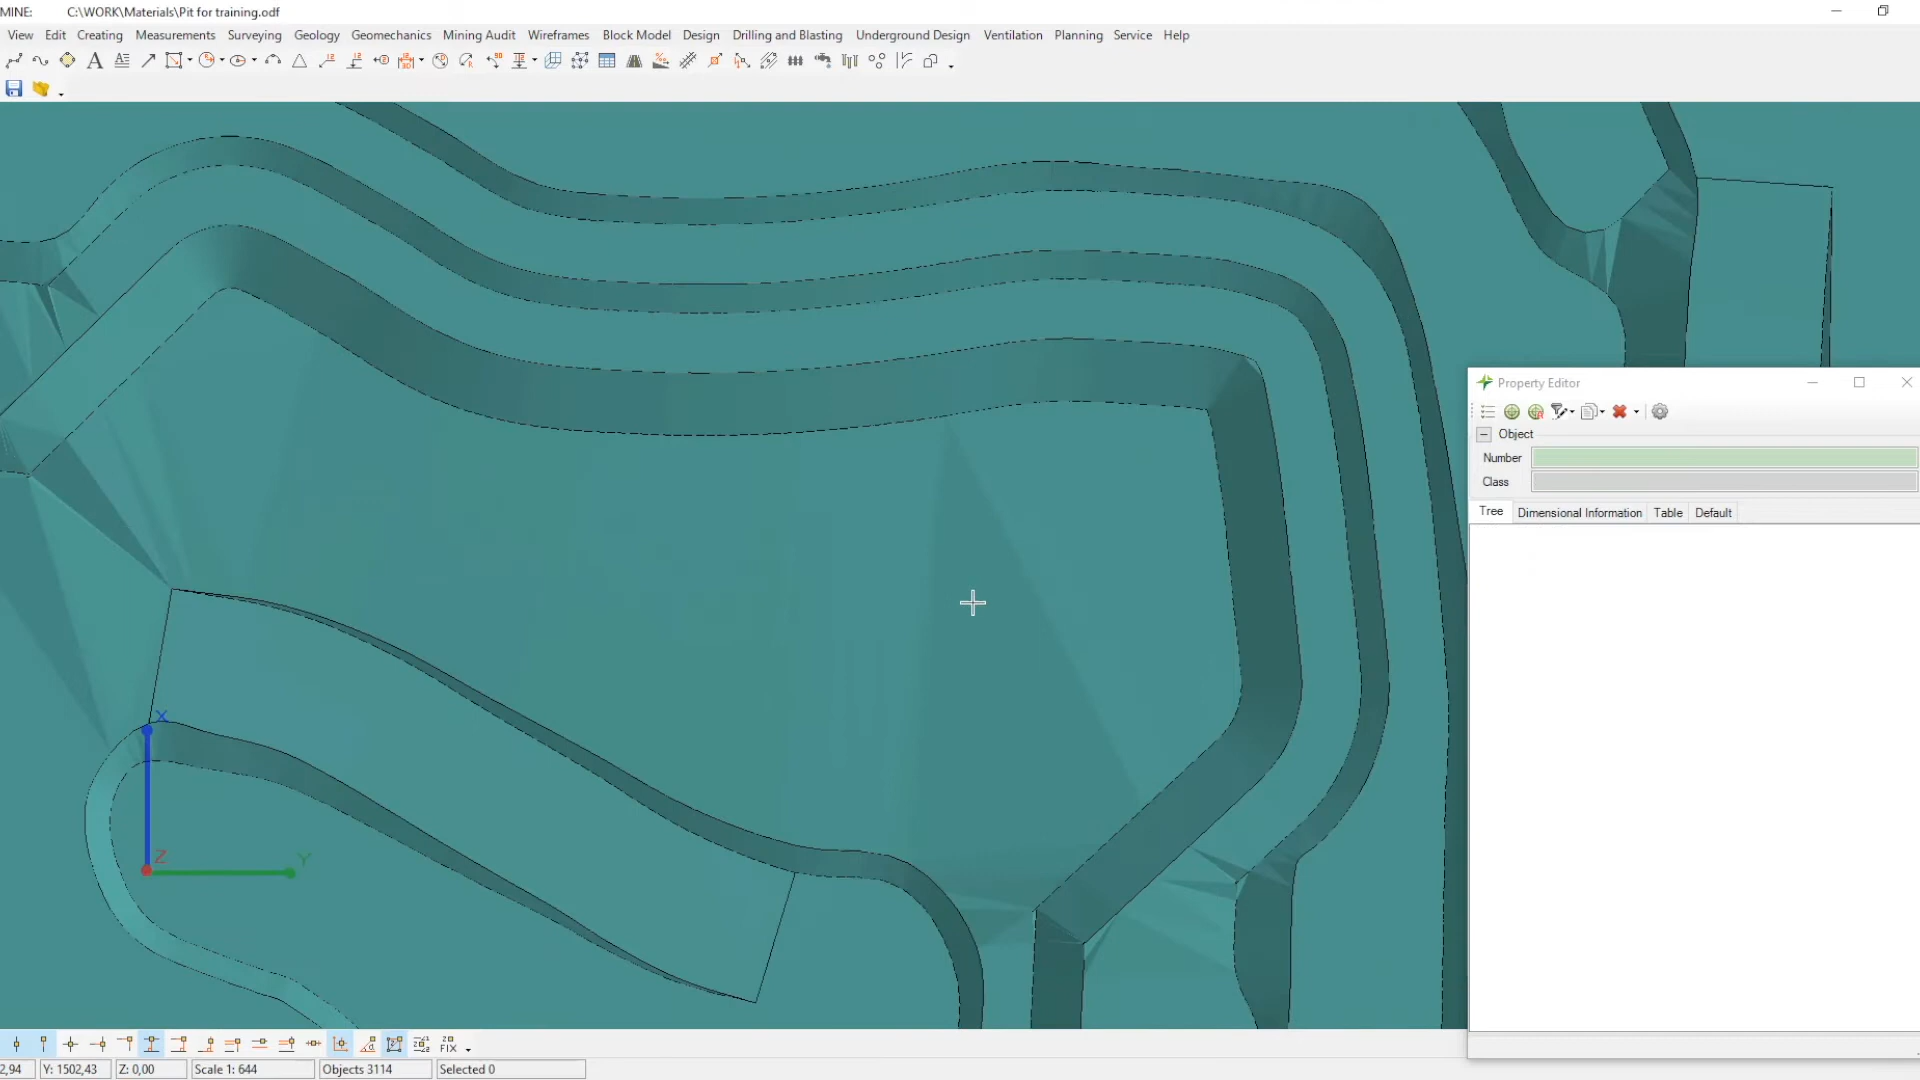 MINE: C:\WORK\Materials\Pit for training.odf
View Edit Creating Measurements Surveying Geology Geomechanics Mining Audit Wireframes Block Model Design Drilling and Blasting Underground Design Ventilation Planning Service Help
Property Editor
Object
Number
Class
Tree Dimensional Information Table Default
X
Z Y
FIX
2,94 Y: 1502,43 Z: 0,00 Scale 1: 644 Objects 3114 Selected 0